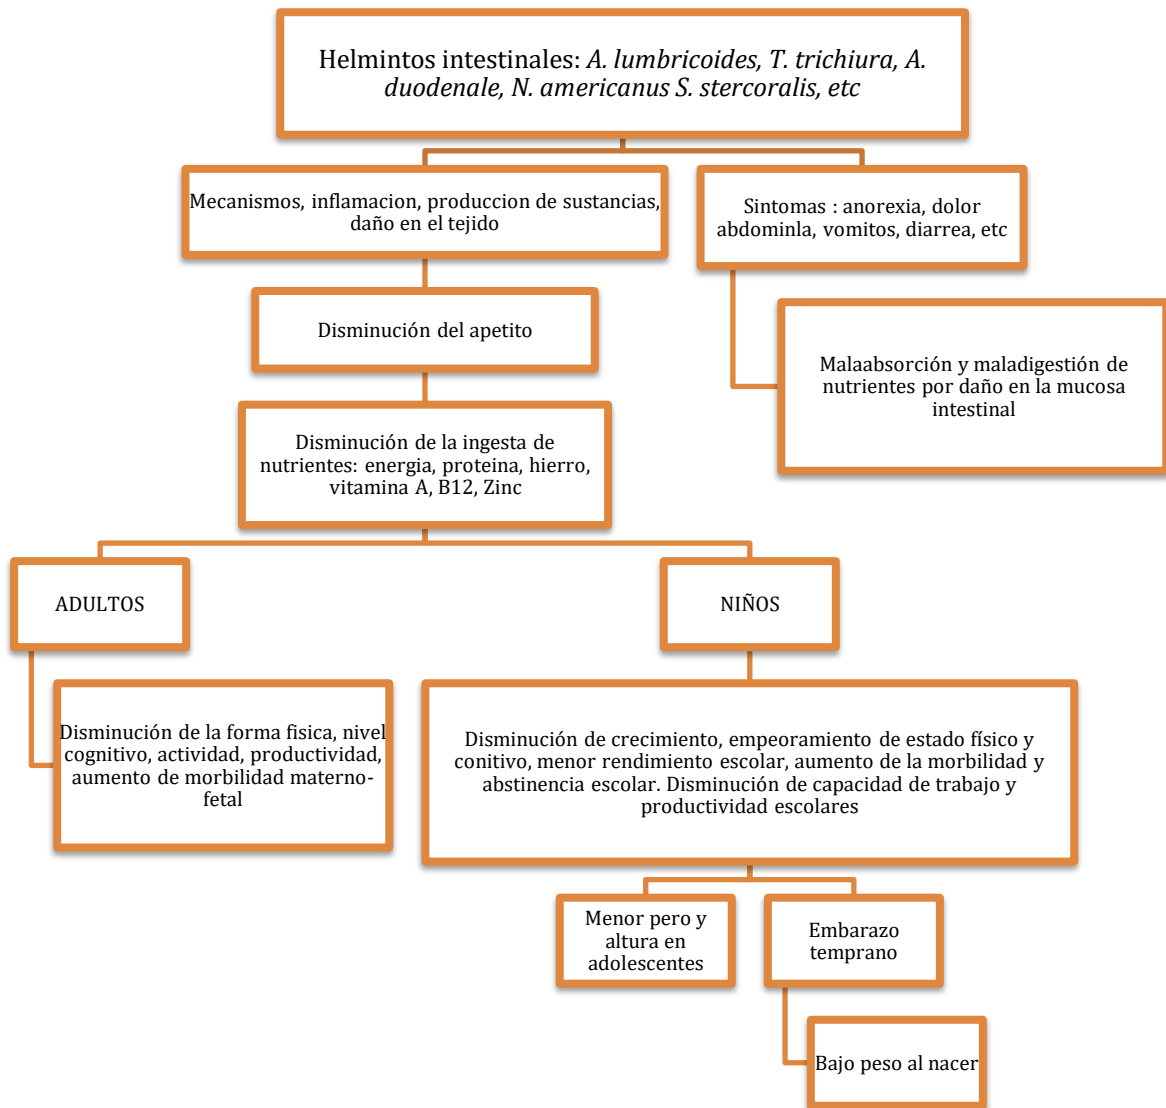 Helmintos intestinales: A. lumbricoides, T. trichiura, A.
duodenale, N. americanus S. stercoralis, etc
Mecanismos, inflamacion, produccion de sustancias,
daño en el tejido
Sintomas : anorexia, dolor
abdominla, vomitos, diarrea, etc
Disminución del apetito
Malaabsorción y maladigestión de
nutrientes por daño en la mucosa
intestinal
Disminución de la ingesta de
nutrientes: energia, proteina, hierro,
vitamina A, B12, Zinc
ADULTOS
NIÑOS
Disminución de la forma fisica, nivel
cognitivo, actividad, productividad,
aumento de morbilidad materno-
fetal
Disminución de crecimiento, empeoramiento de estado físico y
conitivo, menor rendimiento escolar, aumento de la morbilidad y
abstinencia escolar. Disminución de capacidad de trabajo y
productividad escolares
Menor pero y
altura en
adolescentes
Embarazo
temprano
Bajo peso al nacer